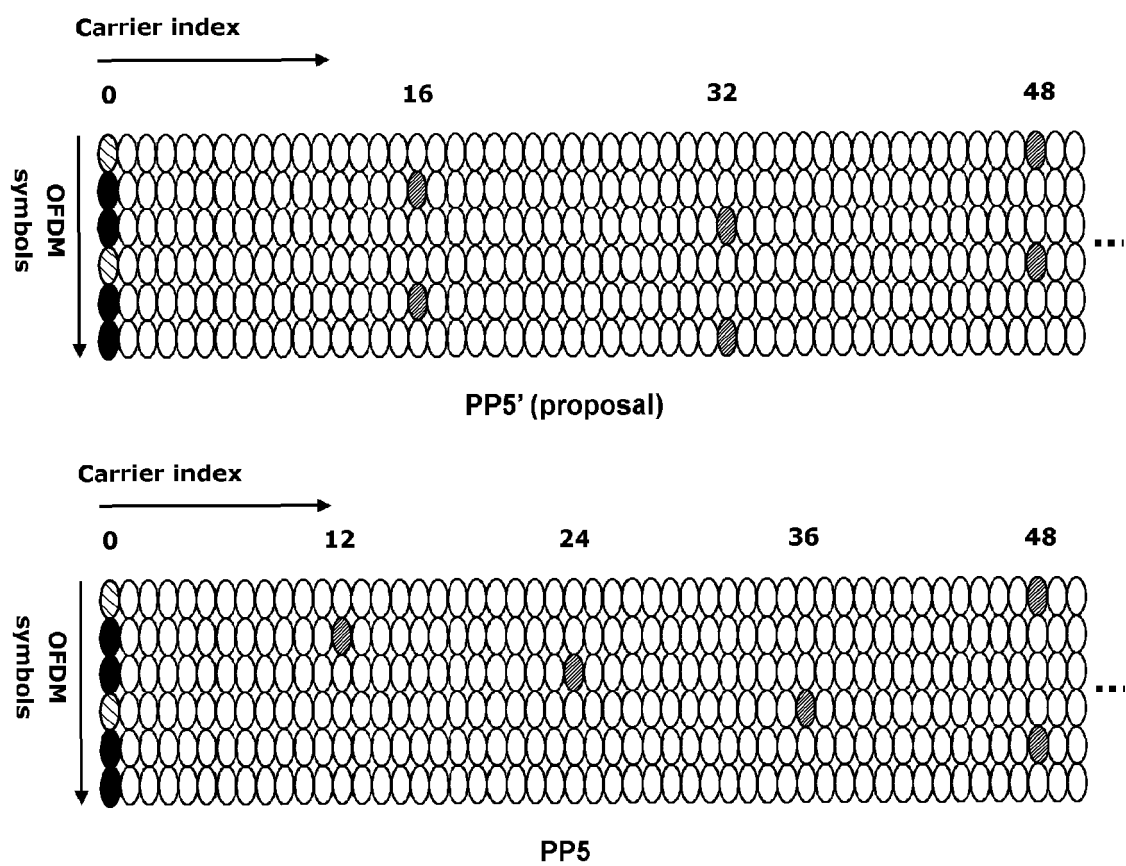 Carrier index
0 16 32 48
OFDM
symbols
...
PP5’ (proposal)
Carrier index
0 12 24 36 48
OFDM
symbols
...
PP5